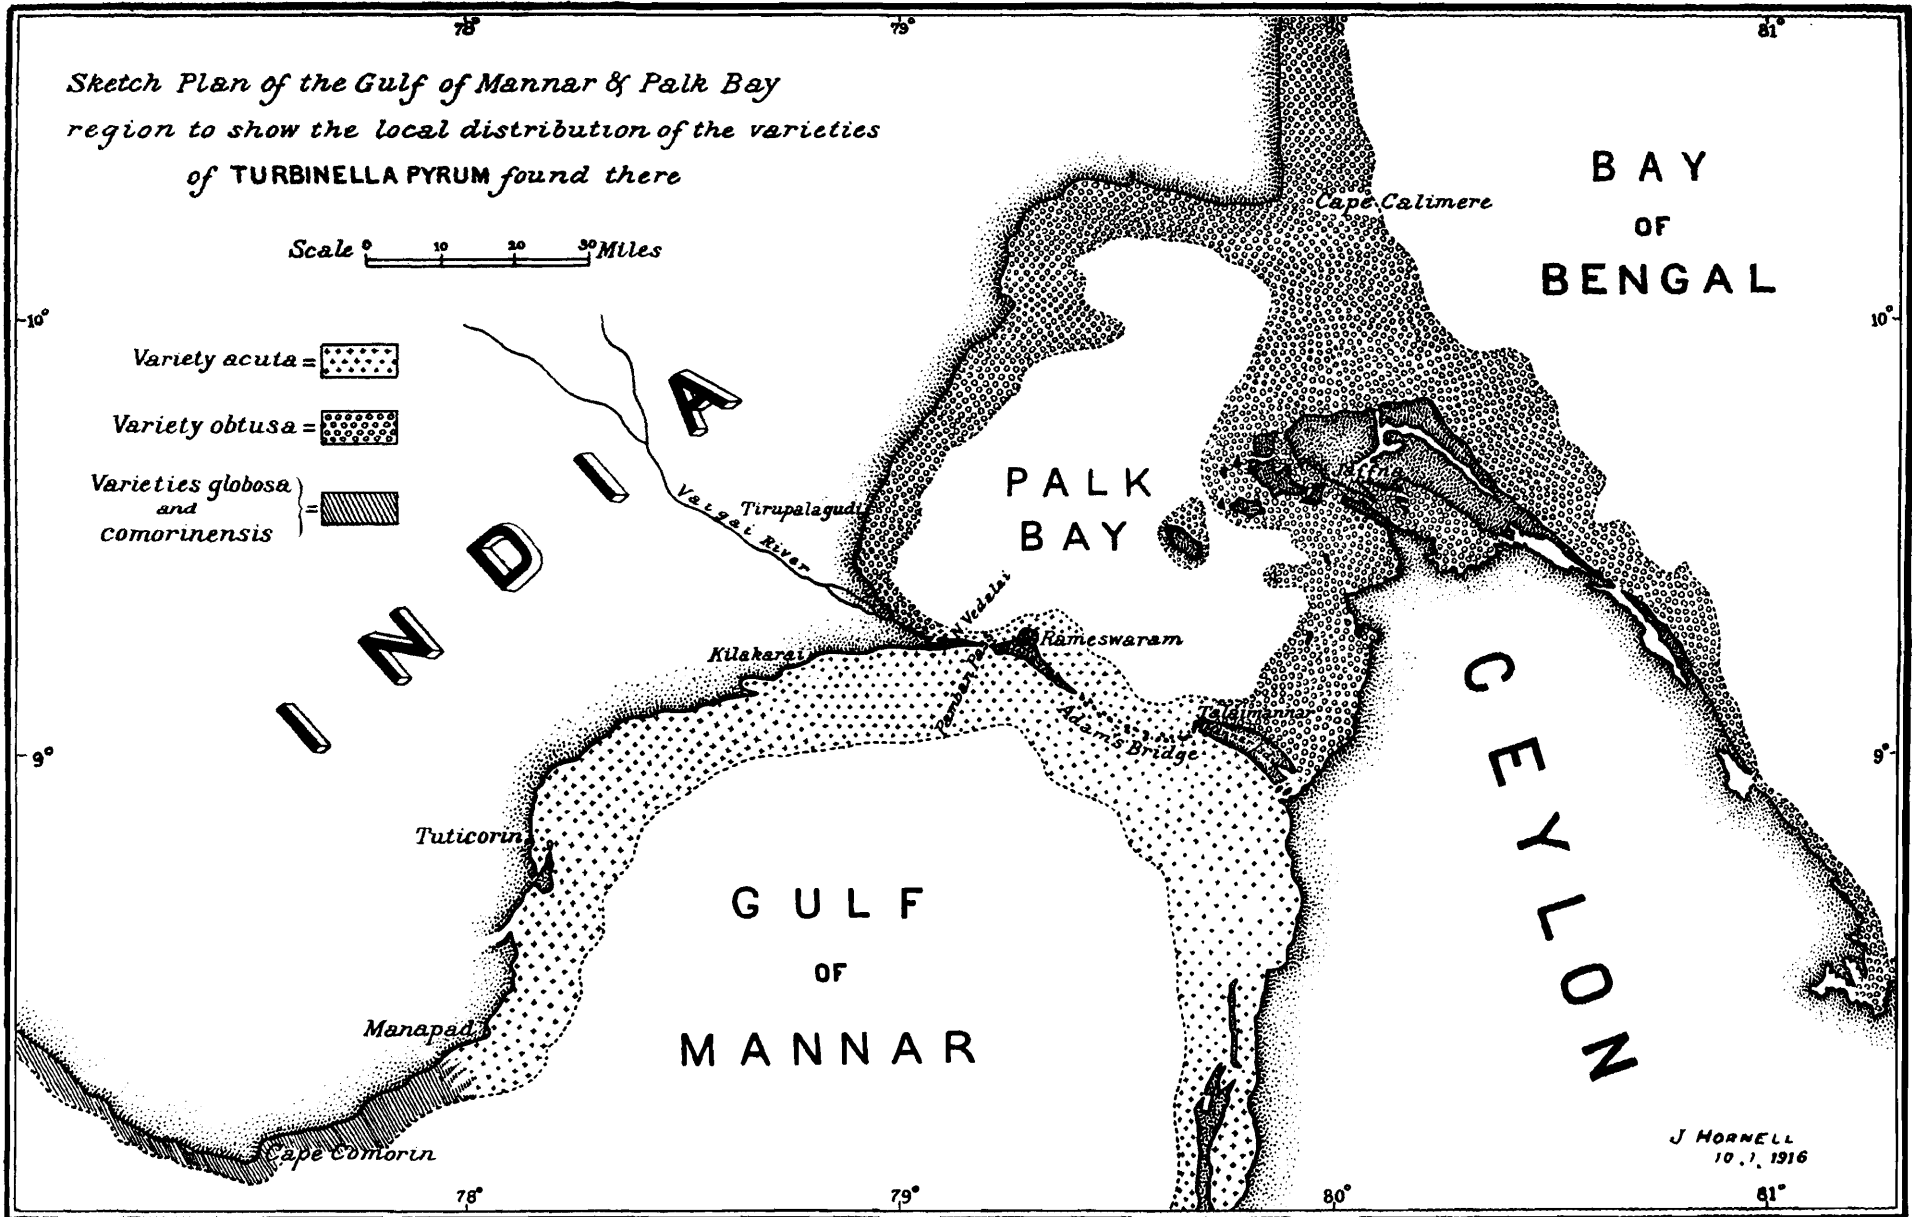 78°
79°
81°
Sketch Plan of the Gulf of Mannar & Palk Bay
region to show the local distribution of the varieties
of TURBINELLA PYRUM found there
Scale 0 10 20 30 Miles
10°
10°
Variety acuta =
Variety obtusa =
Varieties globosa
and
comorinensis
=
INDIA
BAY
OF
BENGAL
Cape Calimere
PALK
BAY
Jaffna
Vaigai River
Tirupalagudi
Vedalai
Kilakarai
Rameswaram
Pamban Pass
Adam's Bridge
Talaimannar
CEYLON
9°
9°
Tuticorin
GULF
OF
MANNAR
Manapad
Cape Comorin
J HORNELL
10.1.1916
78°
79°
80°
81°